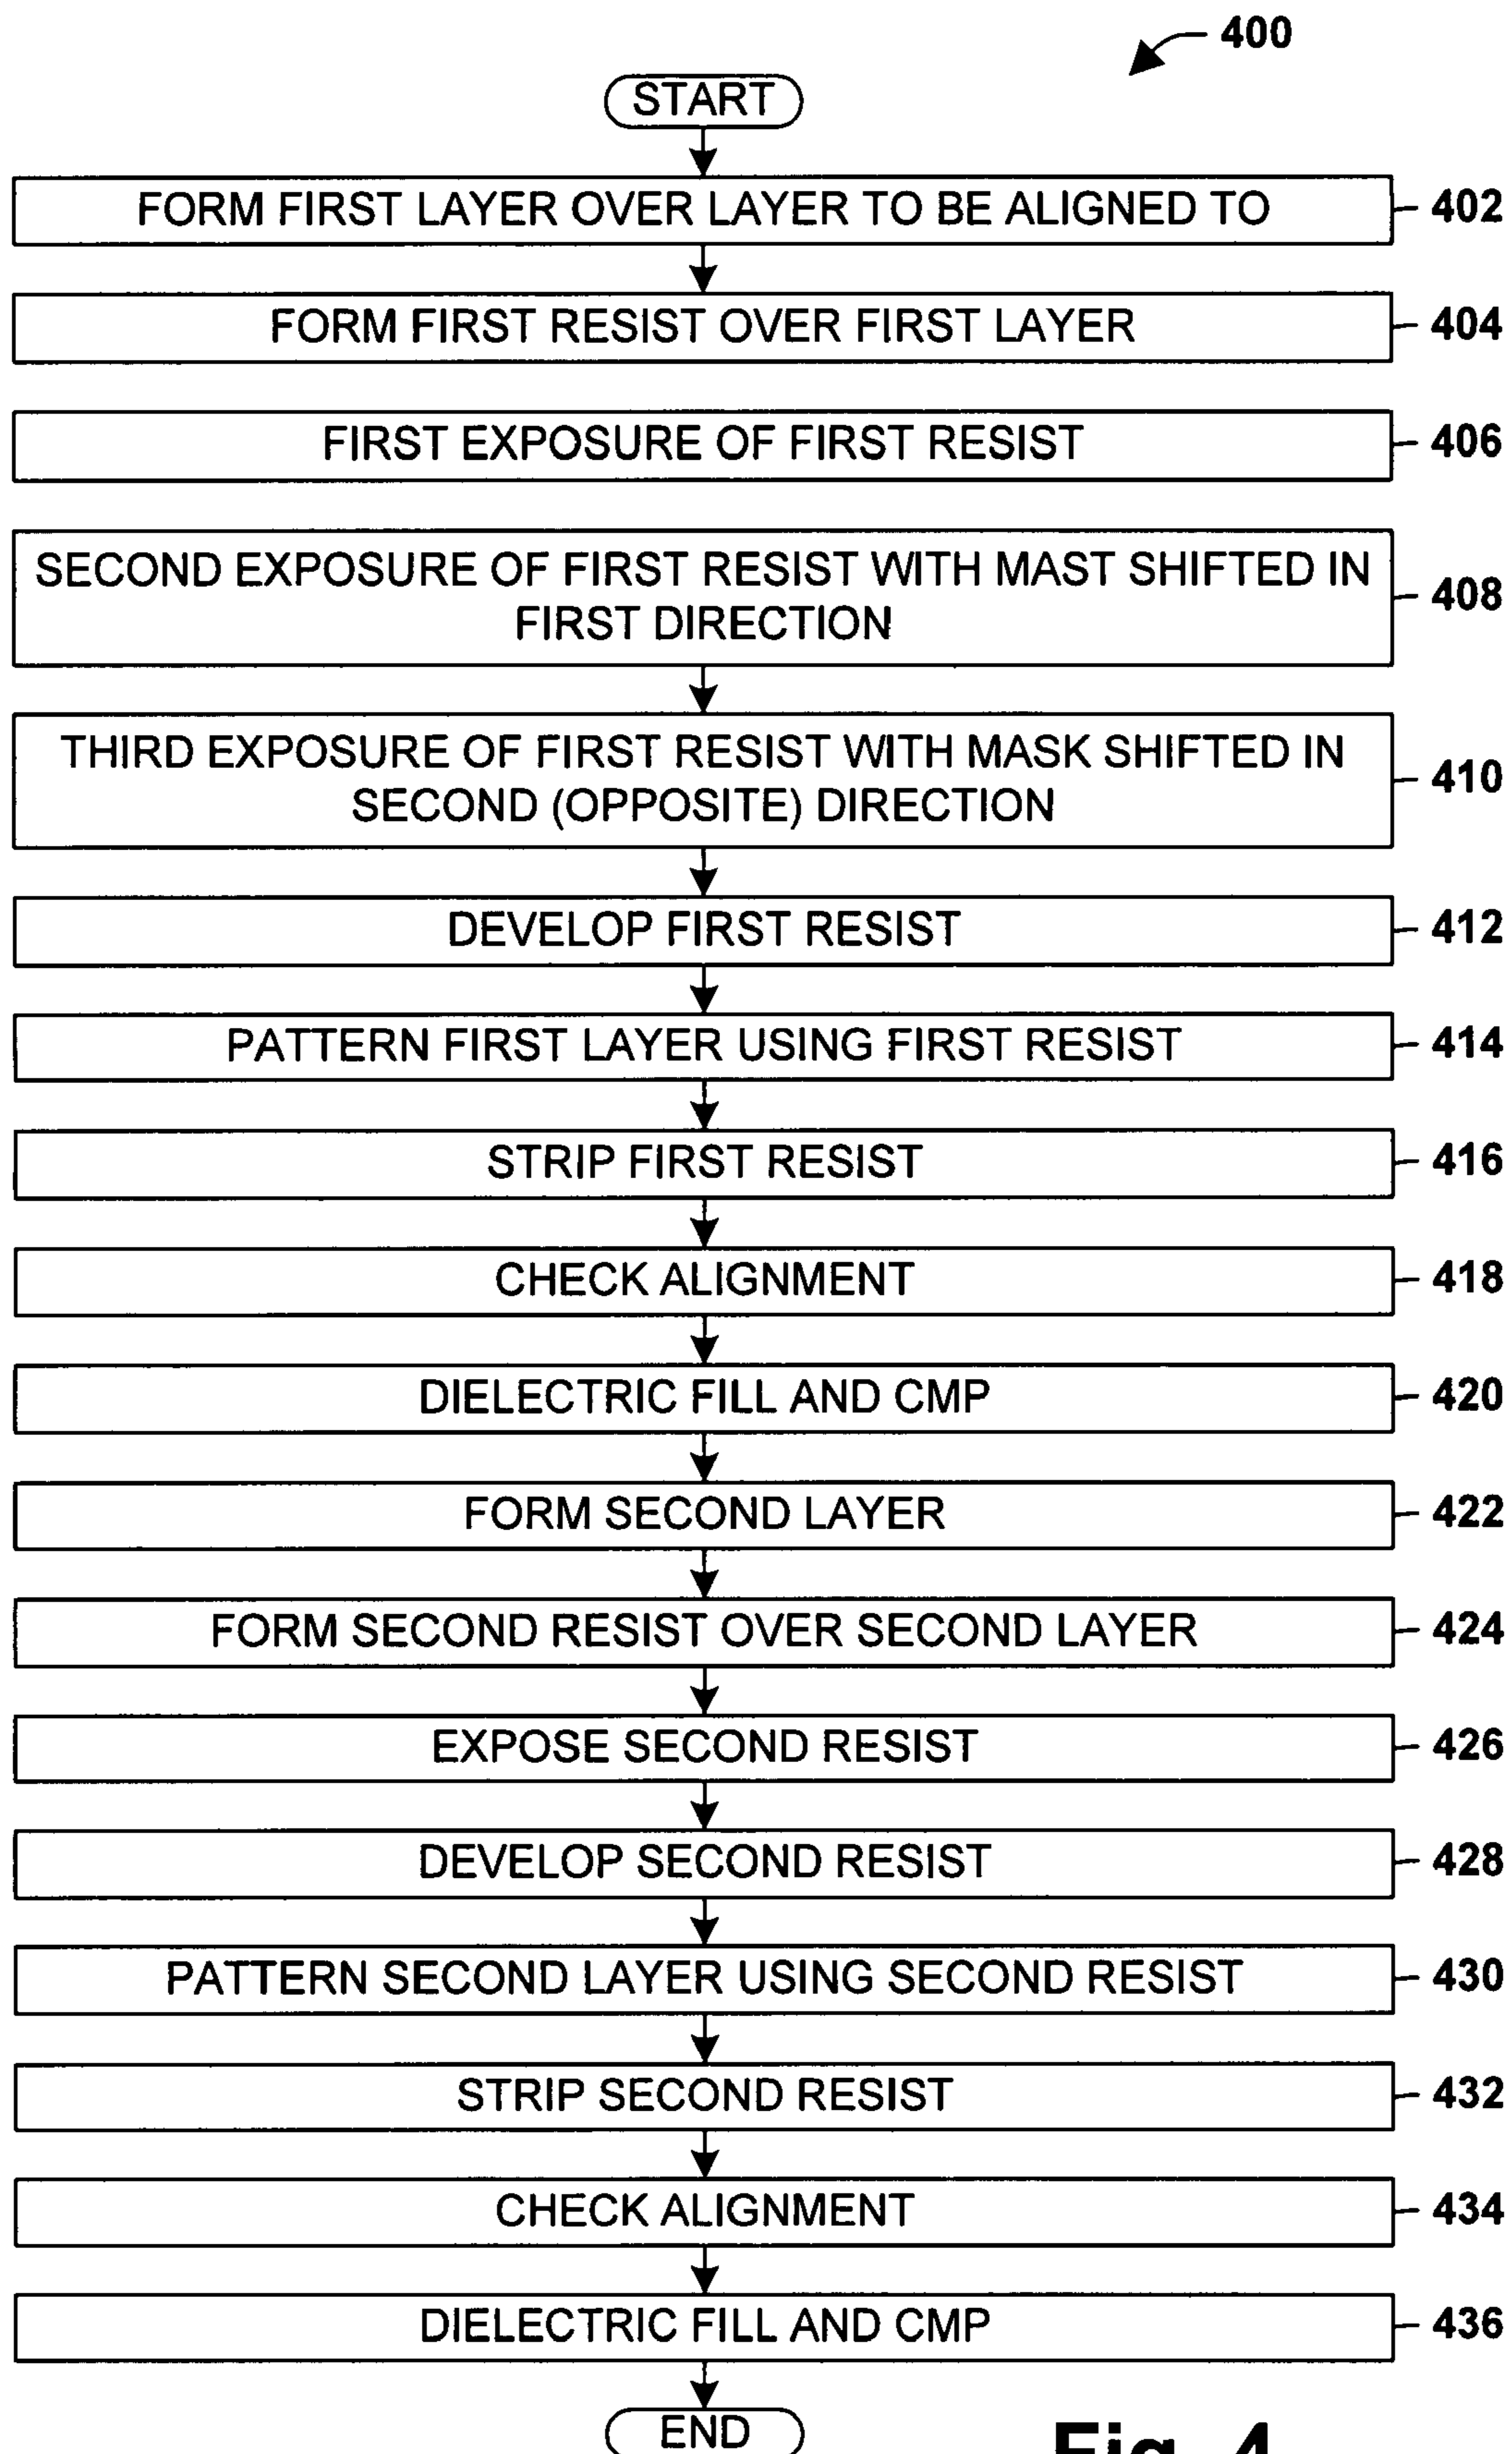 400
START
FORM FIRST LAYER OVER LAYER TO BE ALIGNED TO
402
FORM FIRST RESIST OVER FIRST LAYER
404
FIRST EXPOSURE OF FIRST RESIST
406
SECOND EXPOSURE OF FIRST RESIST WITH MAST SHIFTED IN
FIRST DIRECTION
408
THIRD EXPOSURE OF FIRST RESIST WITH MASK SHIFTED IN
SECOND (OPPOSITE) DIRECTION
410
DEVELOP FIRST RESIST
412
PATTERN FIRST LAYER USING FIRST RESIST
414
STRIP FIRST RESIST
416
CHECK ALIGNMENT
418
DIELECTRIC FILL AND CMP
420
FORM SECOND LAYER
422
FORM SECOND RESIST OVER SECOND LAYER
424
EXPOSE SECOND RESIST
426
DEVELOP SECOND RESIST
428
PATTERN SECOND LAYER USING SECOND RESIST
430
STRIP SECOND RESIST
432
CHECK ALIGNMENT
434
DIELECTRIC FILL AND CMP
436
END
Fig. 4